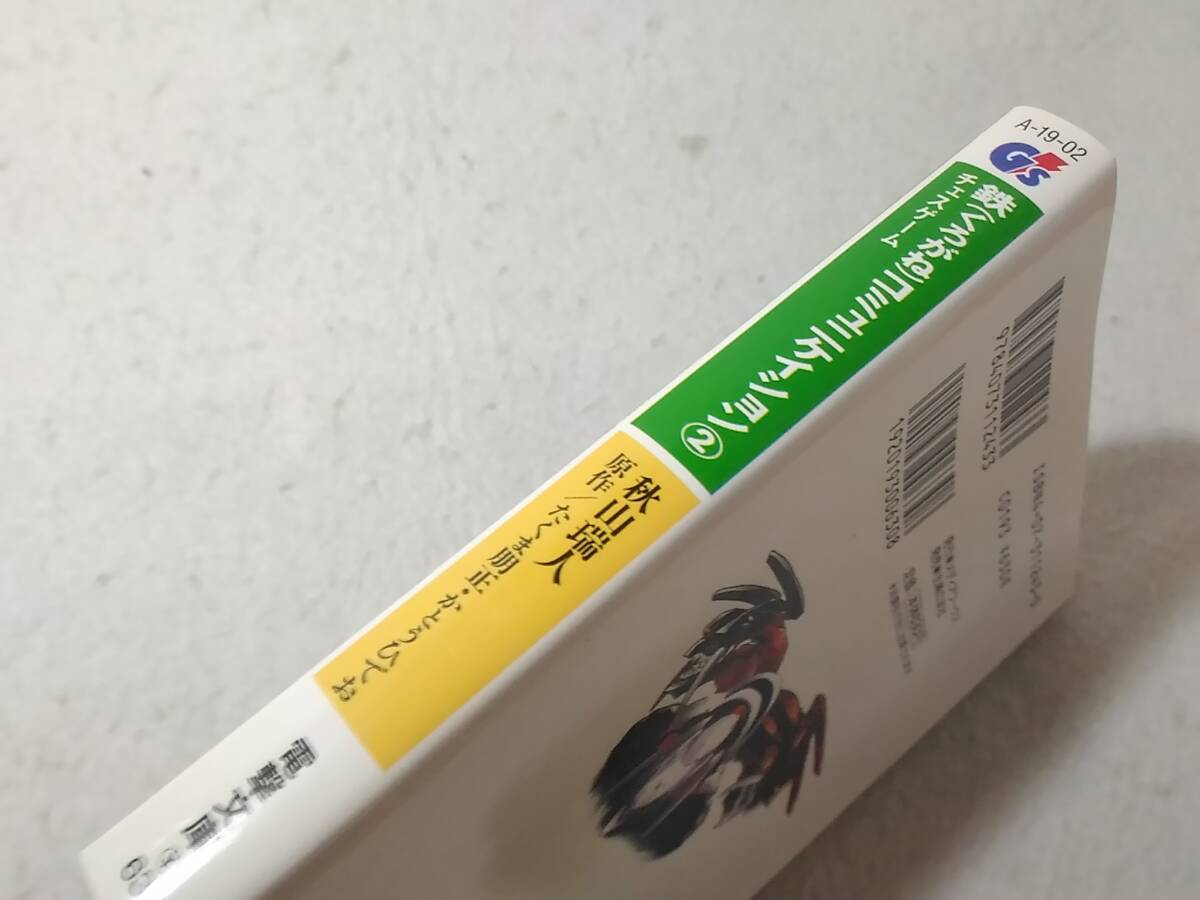 A-19-02
GS
鉄〈くろがね〉コミュニケイション②
チェスゲーム
秋山瑞人
原作/たくま朋正・かとうひでお
電撃文庫
9784073112433
1920193006308